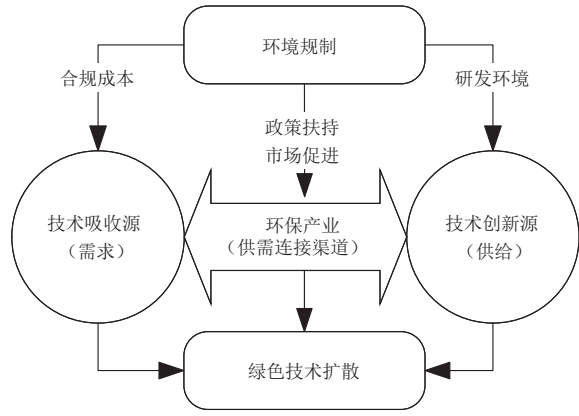 环境规制
合规成本
研发环境
政策扶持
市场促进
技术吸收源
（需求）
环保产业
（供需连接渠道）
技术创新源
（供给）
绿色技术扩散